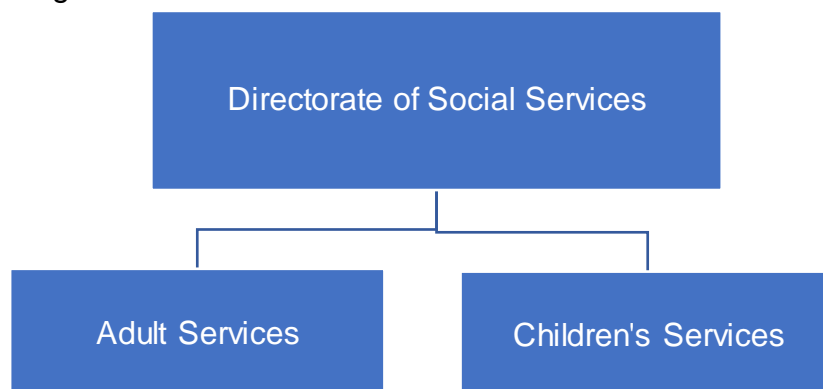 Directorate of Social Services
Adult Services
Children's Services